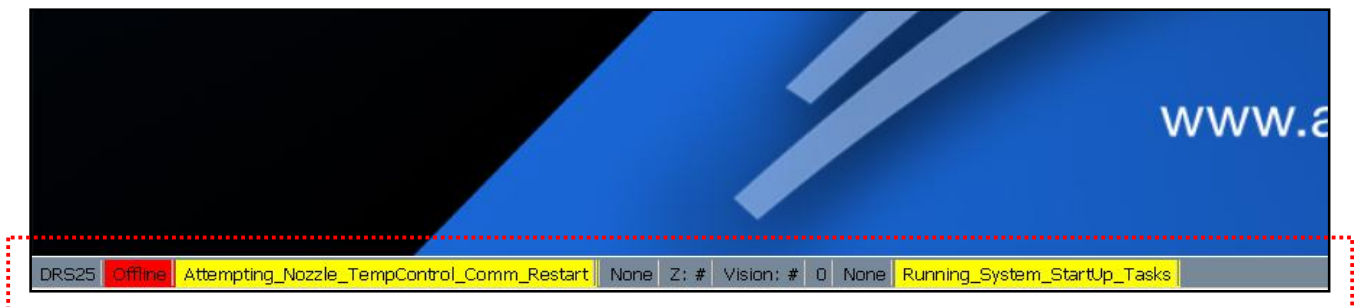 www.a
DRS25 Offline Attempting_Nozzle_TempControl_Comm_Restart None Z: # Vision: # 0 None Running_System_StartUp_Tasks